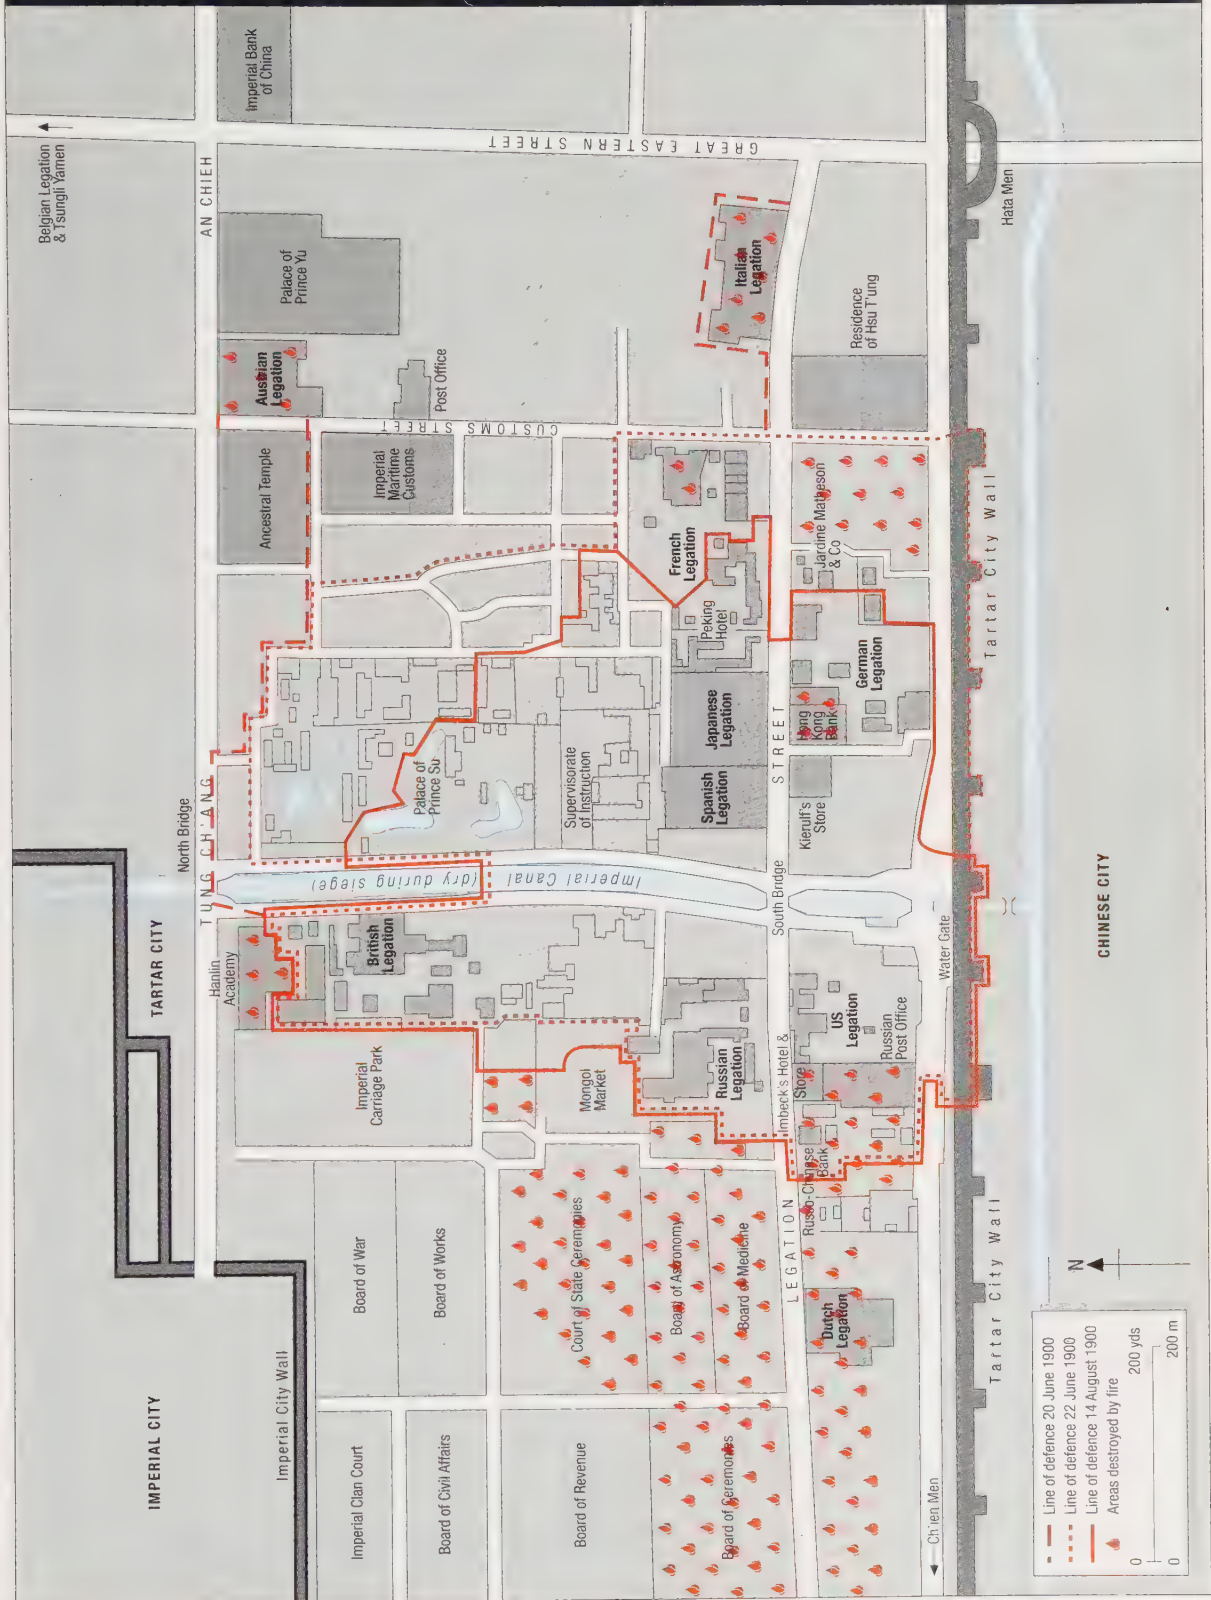 IMPERIAL CITY
Imperial City Wall
TARTAR CITY
North Bridge
Belgian Legation
& Tsungli Yamen
TUNG CH'ANG
AN CHIEH
Imperial Bank
of China
Hanlin
Academy
Ancestral Temple
Austrian
Legation
Palace of
Prince Yu
Imperial Clan Court
Board of War
Imperial
Carriage Park
British
Legation
Imperial
Maritime
Customs
Post Office
Board of Civil Affairs
Board of Works
Palace of
Prince Su
CUSTOMS STREET
GREAT EASTERN STREET
Imperial Canal (dry during siege)
Board of Revenue
Court of State Ceremonies
Mongol
Market
Supervisorate
of Instruction
Board of Astronomy
Board of Ceremonies
Board of Medicine
Russian
Legation
Spanish
Legation
Japanese
Legation
Peking
Hotel
French
Legation
Italian
Legation
LEGATION
STREET
South Bridge
Imbeck's Hotel &
Store
Russo-Chinese
Bank
Dutch
Legation
US
Legation
Russian
Post Office
Kierulf's
Store
Hong
Kong
Bank
German
Legation
Jardine Matheson
& Co
Residence
of Hsu T'ung
Ch'ien Men
Water Gate
Tartar City Wall
Tartar City Wall
Hata Men
CHINESE CITY
N
Line of defence 20 June 1900
Line of defence 22 June 1900
Line of defence 14 August 1900
Areas destroyed by fire
0 200 yds
0 200 m